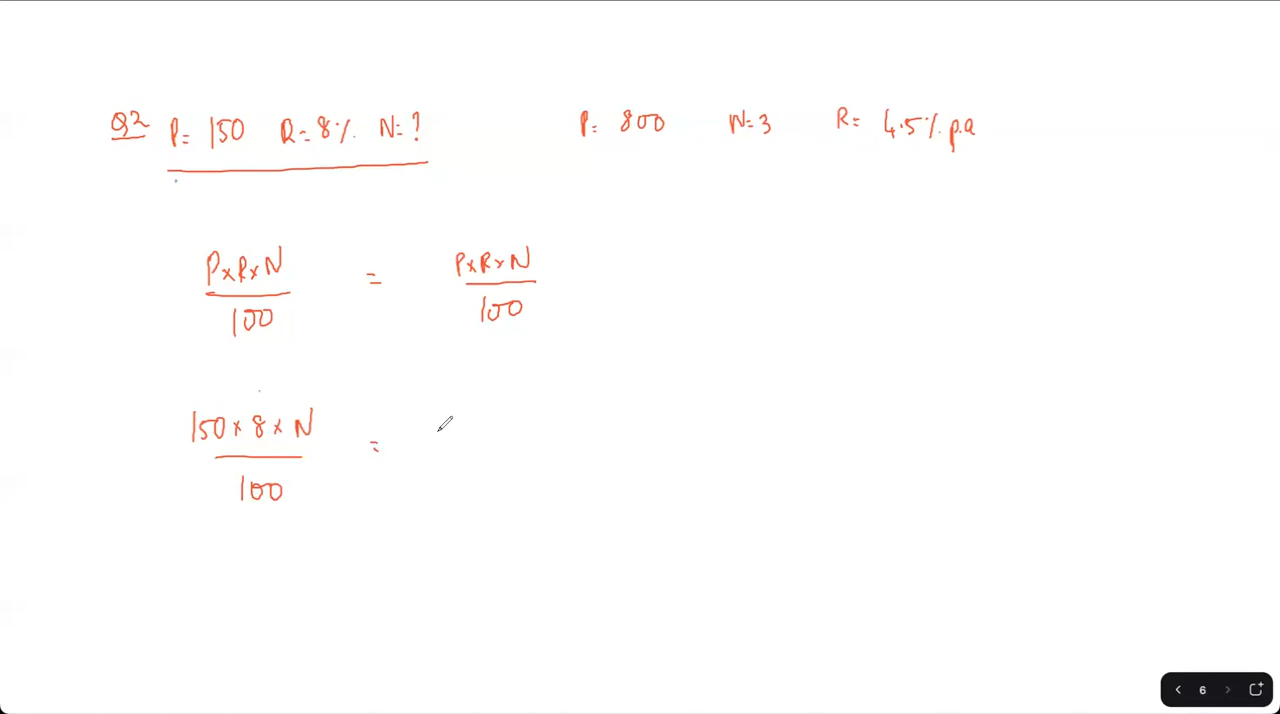 Q2 P= 150 R=8% N=? P= 800 N=3 R= 4.5% p.a
P×R×N / 100 = P×R×N / 100
150×8×N / 100 =
6